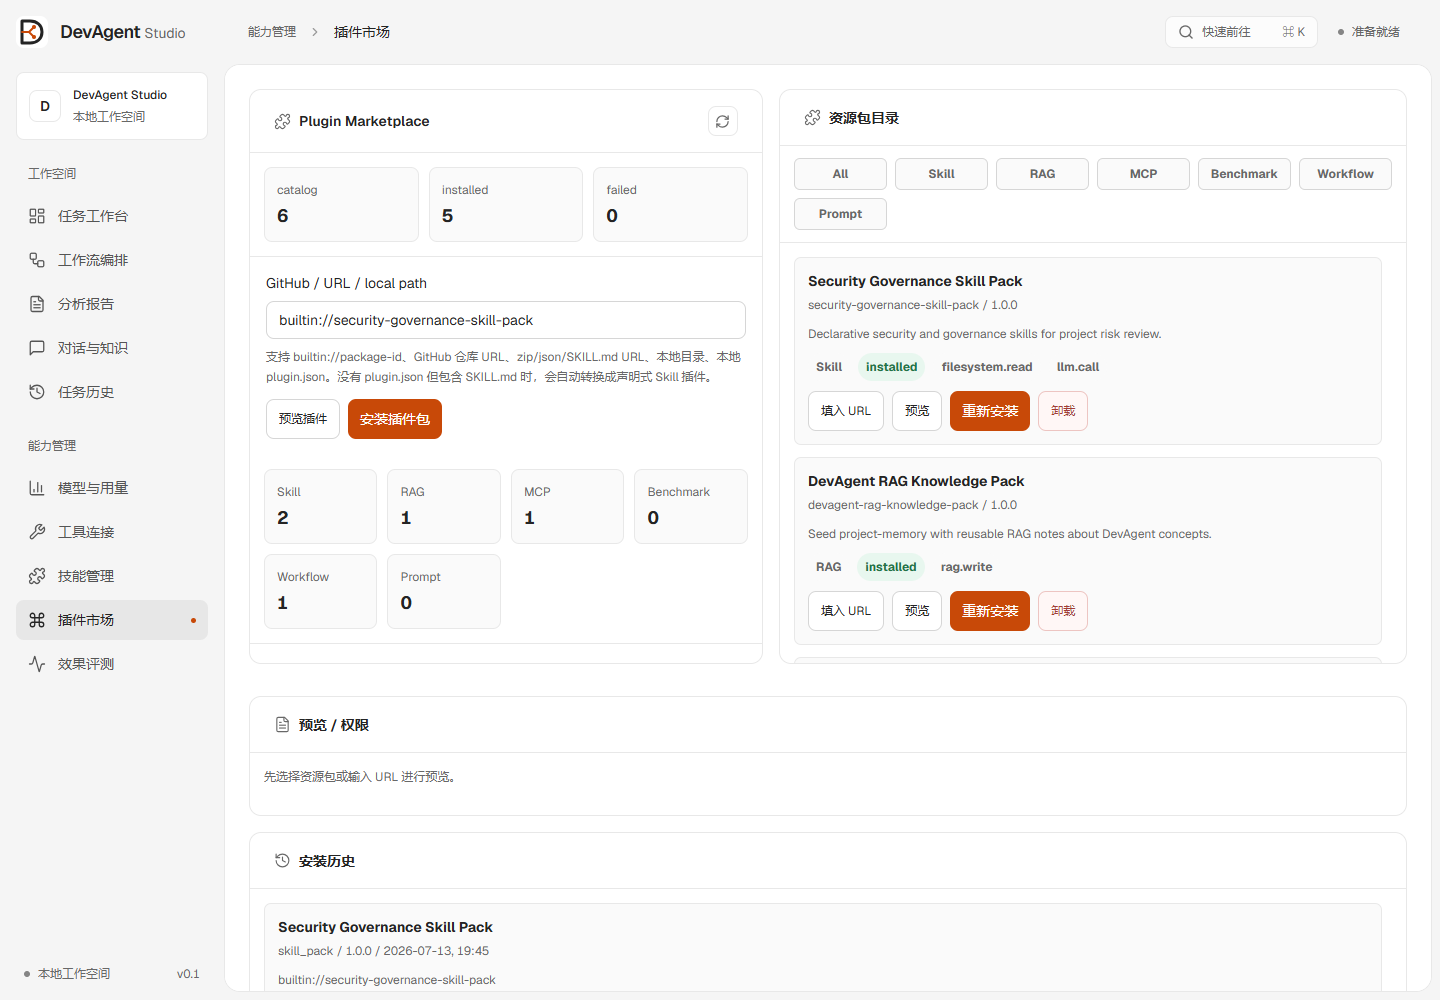 DevAgent Studio
能力管理
插件市场
快速前往
⌘ K
准备就绪
D
DevAgent Studio
本地工作空间
工作空间
任务工作台
工作流编排
分析报告
对话与知识
任务历史
能力管理
模型与用量
工具连接
技能管理
插件市场
效果评测
本地工作空间
v0.1
Plugin Marketplace
catalog
6
installed
5
failed
0
GitHub / URL / local path
builtin://security-governance-skill-pack
支持 builtin://package-id、GitHub 仓库 URL、zip/json/SKILL.md URL、本地目录、本地
plugin.json。没有 plugin.json 但包含 SKILL.md 时，会自动转换成声明式 Skill 插件。
预览插件
安装插件包
Skill
2
RAG
1
MCP
1
Benchmark
0
Workflow
1
Prompt
0
资源包目录
All
Skill
RAG
MCP
Benchmark
Workflow
Prompt
Security Governance Skill Pack
security-governance-skill-pack / 1.0.0
Declarative security and governance skills for project risk review.
Skill
installed
filesystem.read
llm.call
填入 URL
预览
重新安装
卸载
DevAgent RAG Knowledge Pack
devagent-rag-knowledge-pack / 1.0.0
Seed project-memory with reusable RAG notes about DevAgent concepts.
RAG
installed
rag.write
填入 URL
预览
重新安装
卸载
预览 / 权限
先选择资源包或输入 URL 进行预览。
安装历史
Security Governance Skill Pack
skill_pack / 1.0.0 / 2026-07-13, 19:45
builtin://security-governance-skill-pack